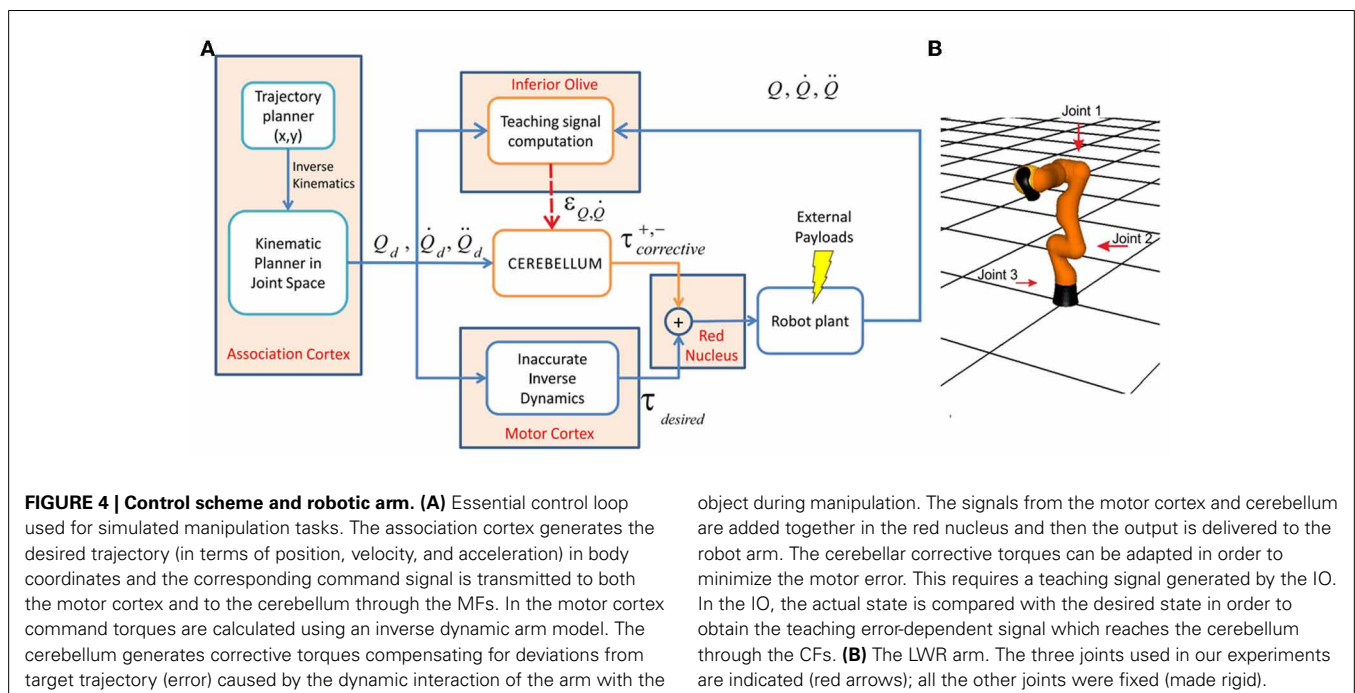 A
B
Trajectory
planner
(x,y)
Inverse
Kinematics
Kinematic
Planner in
Joint Space
Association Cortex
Inferior Olive
Teaching signal
computation
Q, Q̇, Q̈
ε Q,Q̇
Q_d , Q̇_d, Q̈_d
CEREBELLUM
τ +,- corrective
External
Payloads
+
Red
Nucleus
Robot plant
Inaccurate
Inverse
Dynamics
τ desired
Motor Cortex
Joint 1
Joint 2
Joint 3
FIGURE 4 | Control scheme and robotic arm. (A) Essential control loop
used for simulated manipulation tasks. The association cortex generates the
desired trajectory (in terms of position, velocity, and acceleration) in body
coordinates and the corresponding command signal is transmitted to both
the motor cortex and to the cerebellum through the MFs. In the motor cortex
command torques are calculated using an inverse dynamic arm model. The
cerebellum generates corrective torques compensating for deviations from
target trajectory (error) caused by the dynamic interaction of the arm with the
object during manipulation. The signals from the motor cortex and cerebellum
are added together in the red nucleus and then the output is delivered to the
robot arm. The cerebellar corrective torques can be adapted in order to
minimize the motor error. This requires a teaching signal generated by the IO.
In the IO, the actual state is compared with the desired state in order to
obtain the teaching error-dependent signal which reaches the cerebellum
through the CFs. (B) The LWR arm. The three joints used in our experiments
are indicated (red arrows); all the other joints were fixed (made rigid).